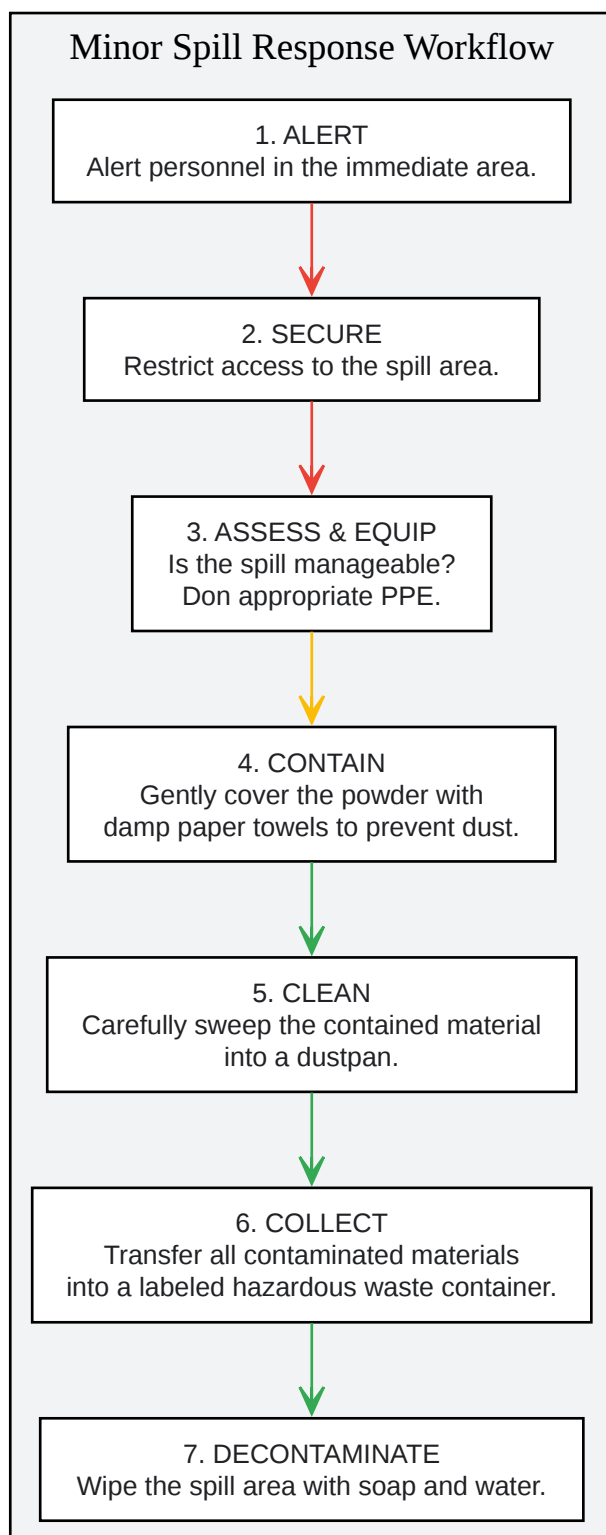 Minor Spill Response Workflow
1. ALERT
Alert personnel in the immediate area.
2. SECURE
Restrict access to the spill area.
3. ASSESS & EQUIP
Is the spill manageable?
Don appropriate PPE.
4. CONTAIN
Gently cover the powder with
damp paper towels to prevent dust.
5. CLEAN
Carefully sweep the contained material
into a dustpan.
6. COLLECT
Transfer all contaminated materials
into a labeled hazardous waste container.
7. DECONTAMINATE
Wipe the spill area with soap and water.